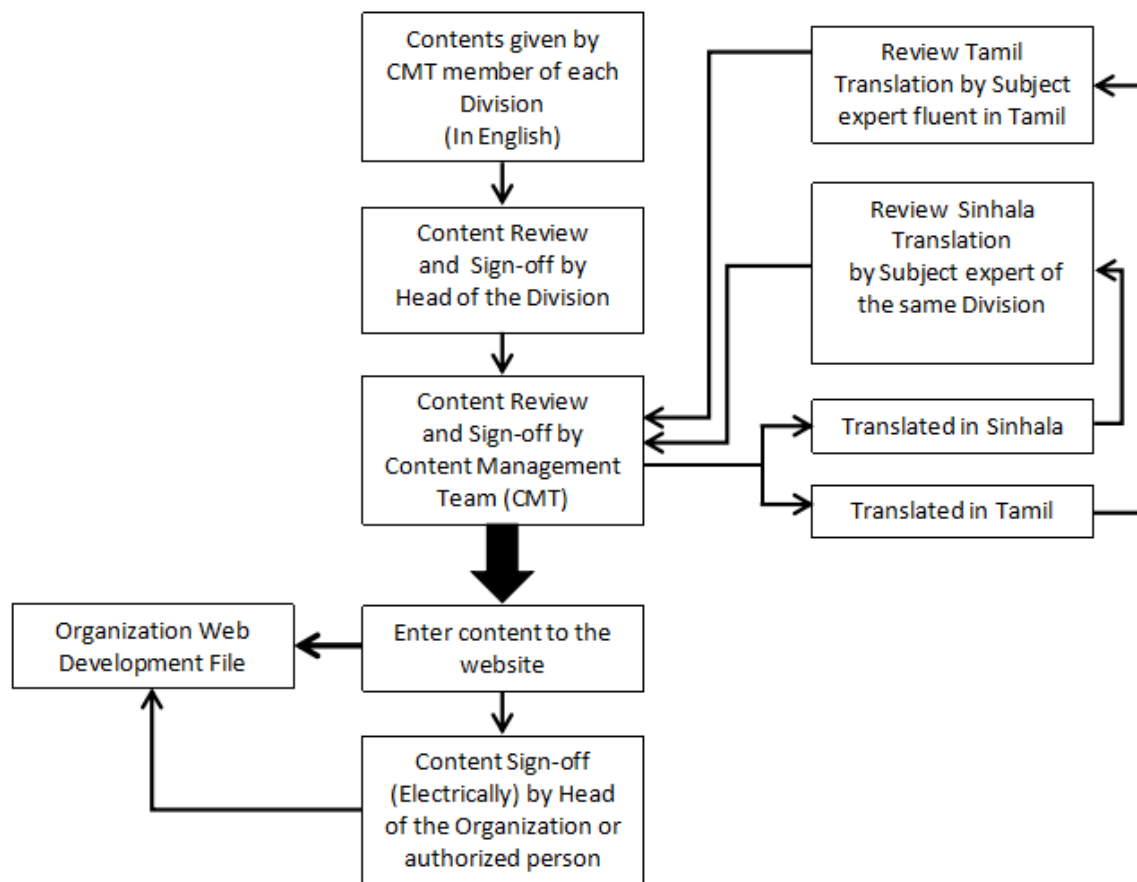 Contents given by
CMT member of each
Division
(In English)
Content Review
and Sign-off by
Head of the Division
Content Review
and Sign-off by
Content Management
Team (CMT)
Review Tamil
Translation by Subject
expert fluent in Tamil
Review Sinhala
Translation
by Subject expert of
the same Division
Translated in Sinhala
Translated in Tamil
Enter content to the
website
Organization Web
Development File
Content Sign-off
(Electrically) by Head
of the Organization or
authorized person